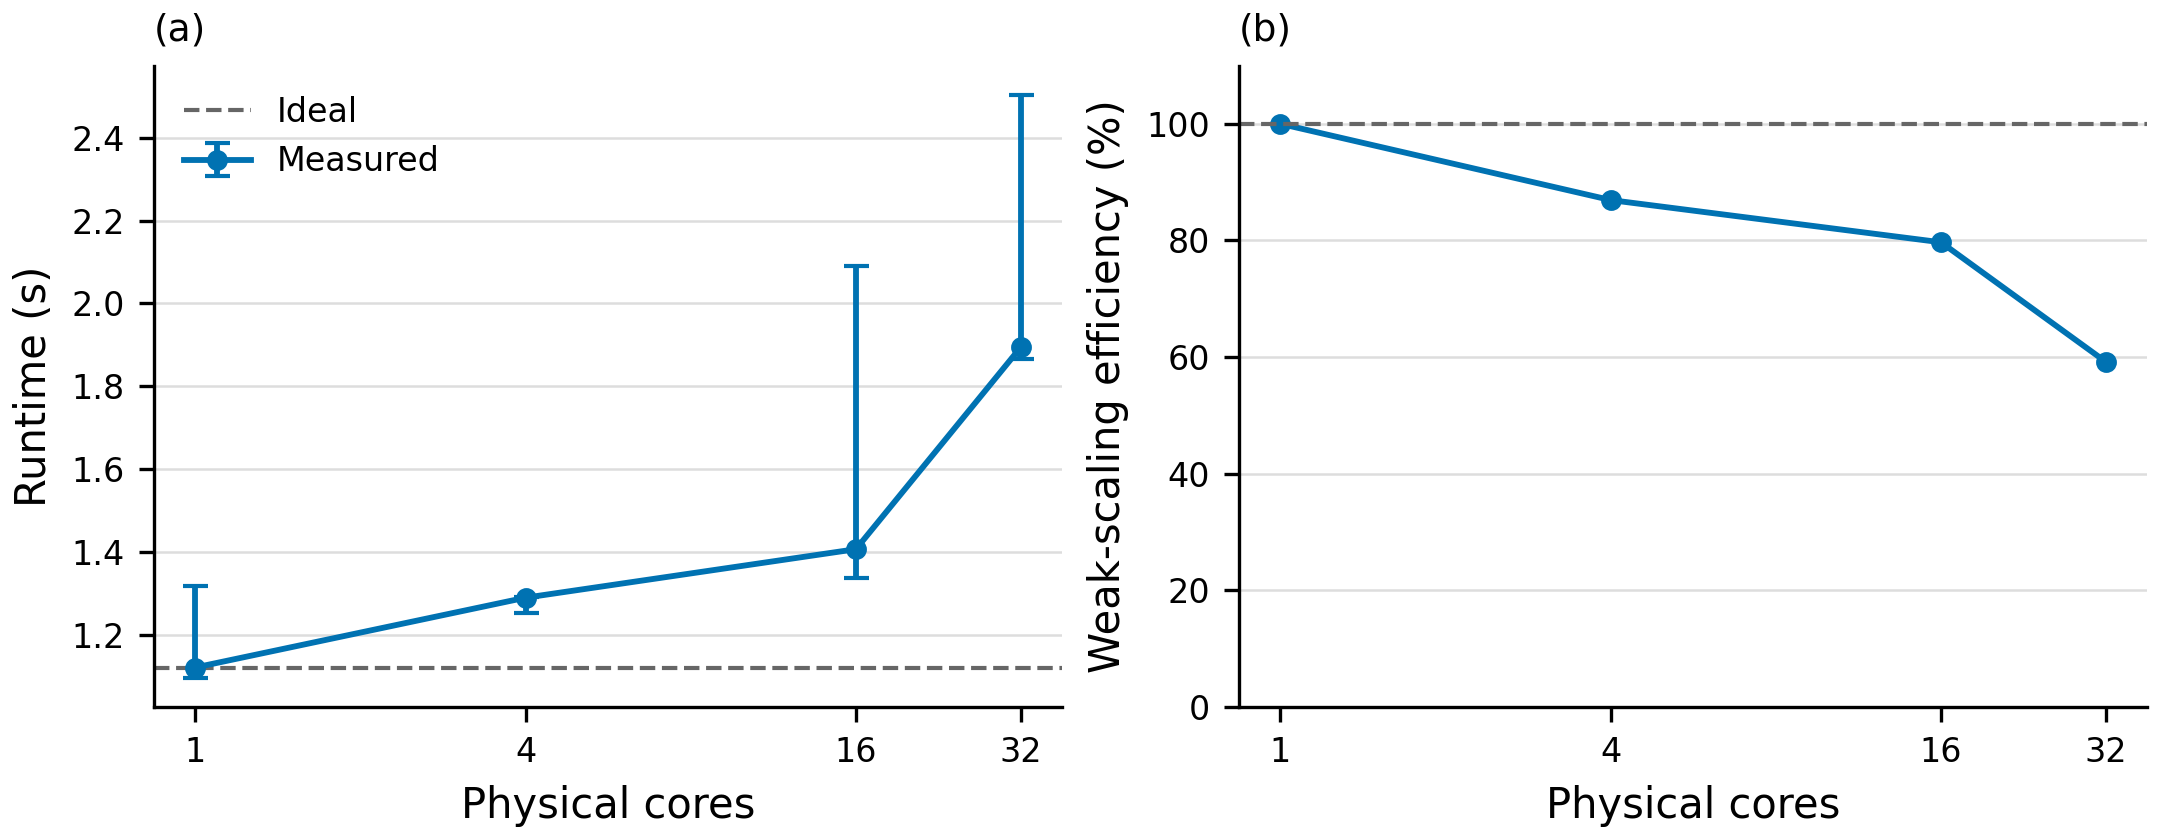 (a)
Ideal
Measured
2.4
2.2
2.0
1.8
1.6
1.4
1.2
Runtime (s)
1 4 16 32
Physical cores
(b)
100
80
60
40
20
0
Weak-scaling efficiency (%)
1 4 16 32
Physical cores